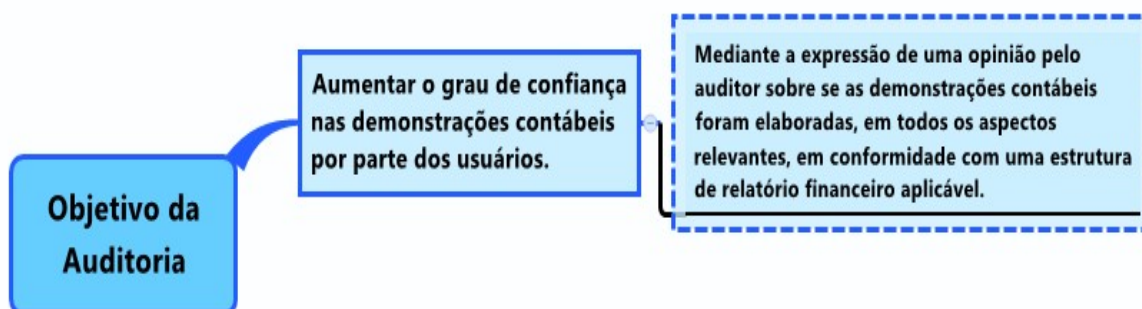 Objetivo da
Auditoria
Aumentar o grau de confiança
nas demonstrações contábeis
por parte dos usuários.
Mediante a expressão de uma opinião pelo
auditor sobre se as demonstrações contábeis
foram elaboradas, em todos os aspectos
relevantes, em conformidade com uma estrutura
de relatório financeiro aplicável.